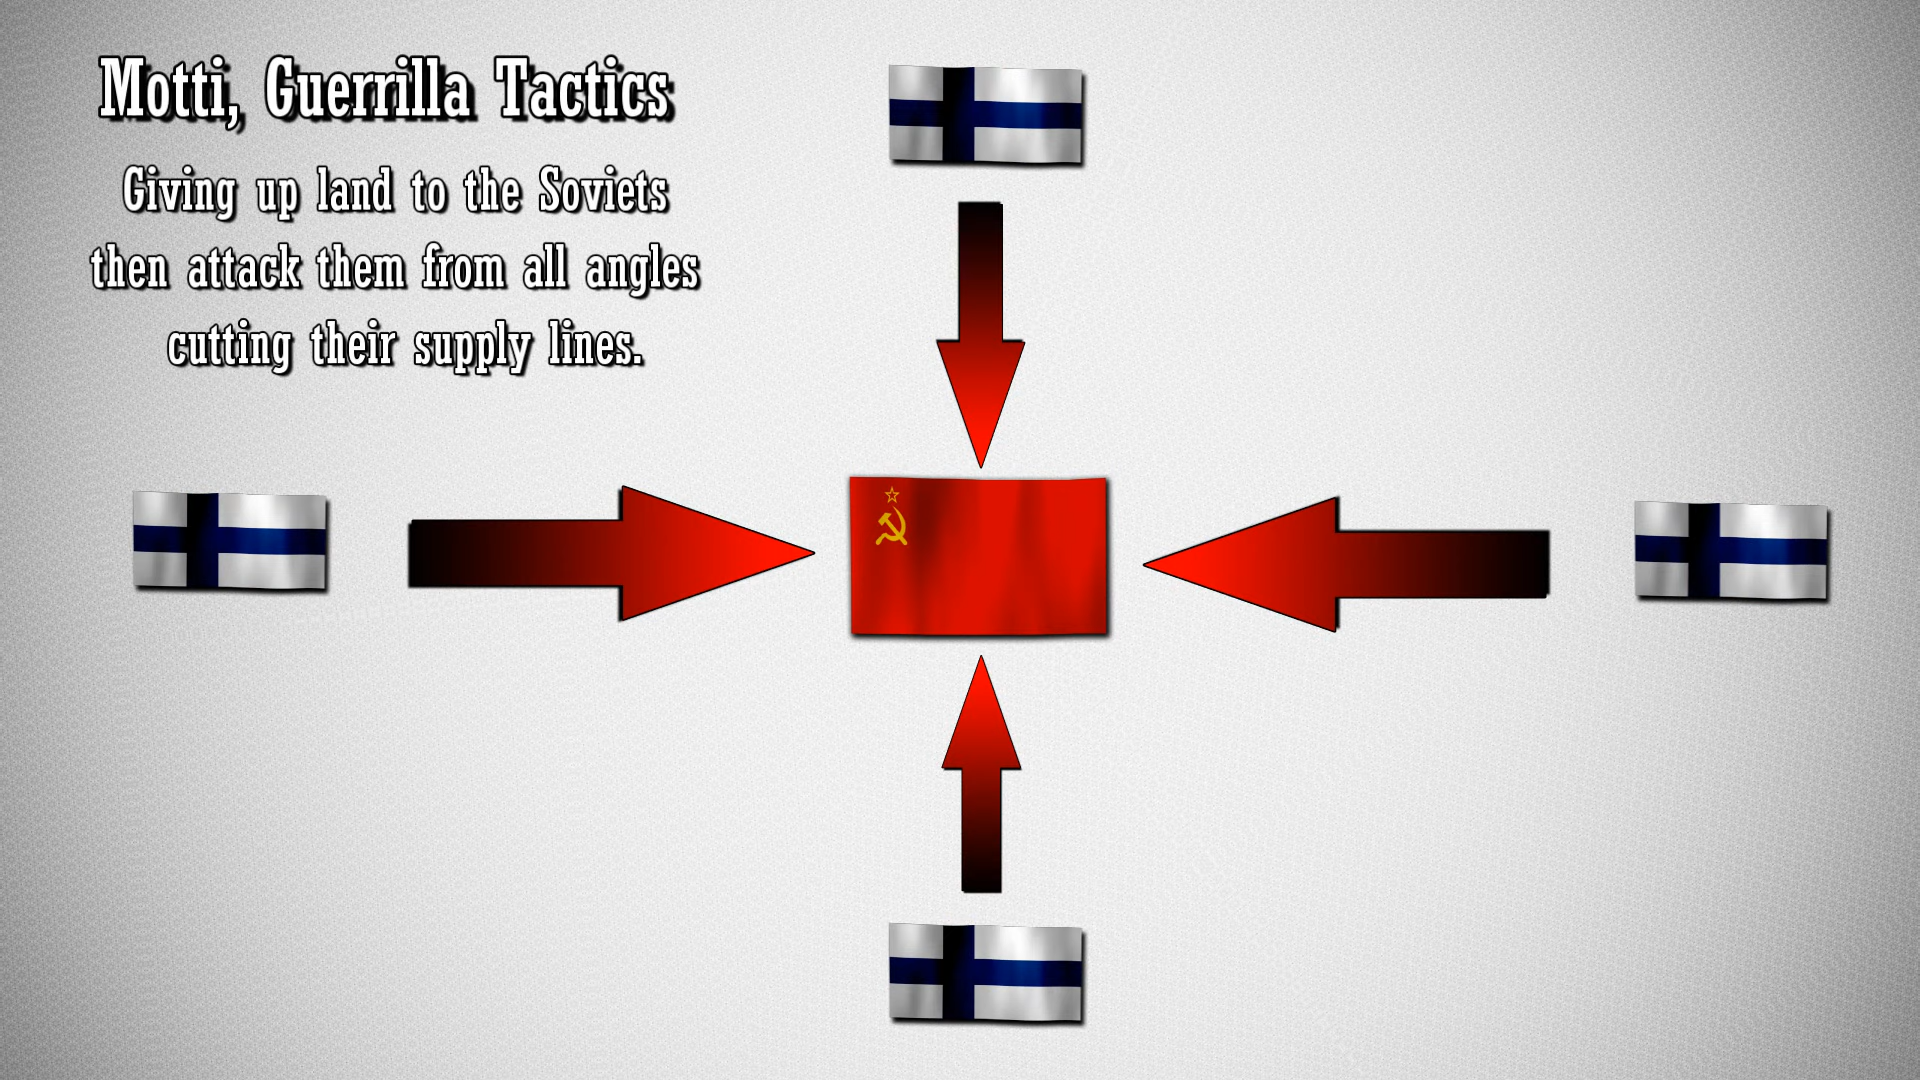 Motti, Guerrilla Tactics
Giving up land to the Soviets
then attack them from all angles
cutting their supply lines.